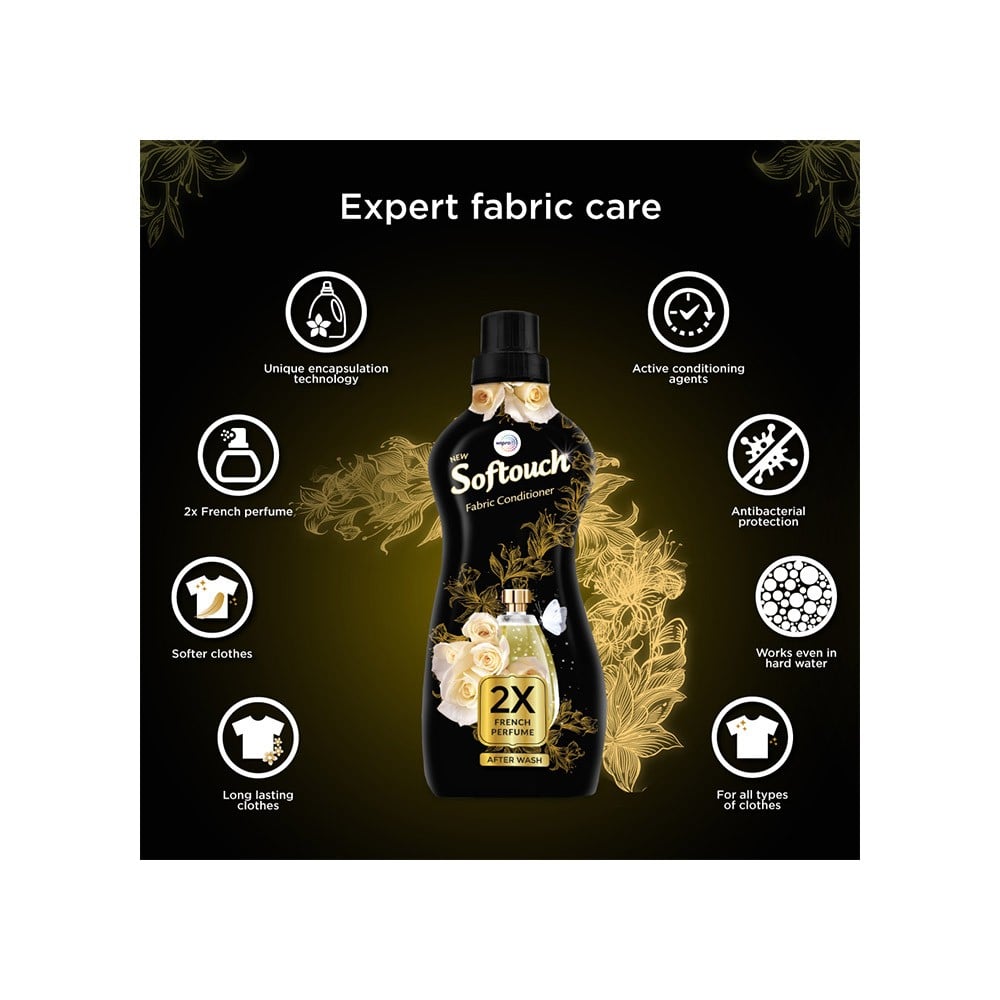 Expert fabric care
Unique encapsulation
technology
Active conditioning
agents
2x French perfume
Antibacterial
protection
Softer clothes
Works even in
hard water
Long lasting
clothes
For all types
of clothes
wipro
NEW
Softouch
Fabric Conditioner
2X
FRENCH
PERFUME
AFTER WASH